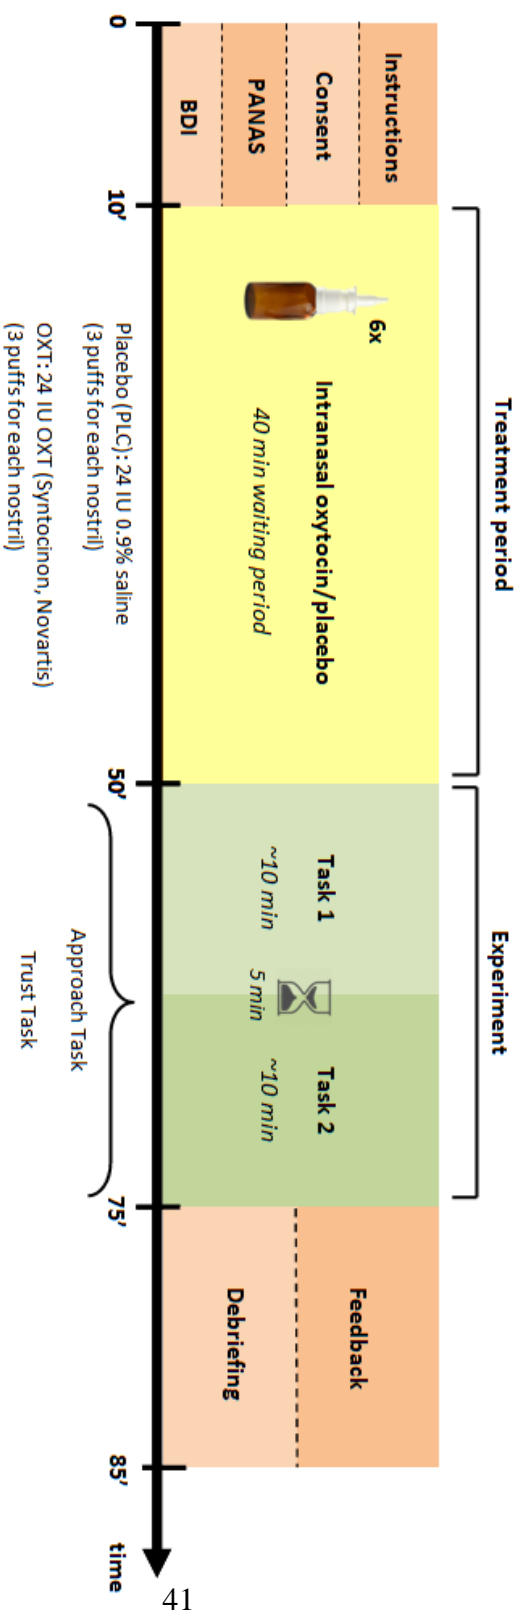 Treatment period
Experiment
Instructions
Consent
PANAS
BDI
6x
Intranasal oxytocin/placebo
40 min waiting period
Task 1
~10 min
5 min
Task 2
~10 min
Feedback
Debriefing
0
10'
50'
75'
85'
time
Placebo (PLC): 24 IU 0.9% saline
(3 puffs for each nostril)
OXT: 24 IU OXT (Syntocinon, Novartis)
(3 puffs for each nostril)
Approach Task
Trust Task
41